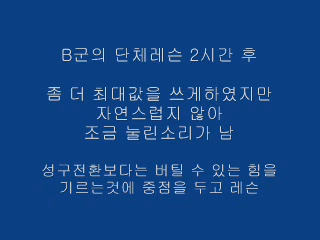 B군의 단체레슨 2시간 후
좀 더 최대값을 쓰게하였지만
자연스럽지 않아
조금 눌린소리가 남
성구전환보다는 버틸 수 있는 힘을
기르는것에 중점을 두고 레슨